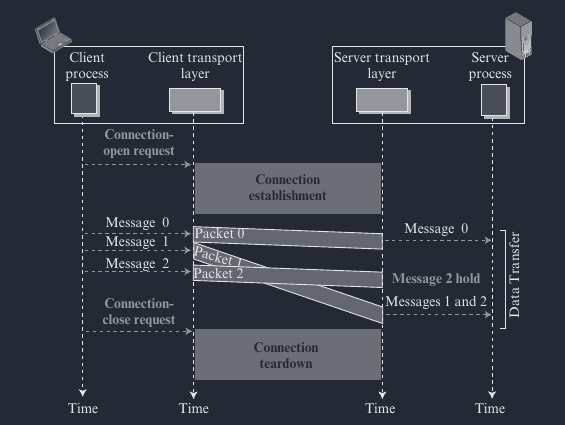 Client
process
Client transport
layer
Server transport
layer
Server
process
Connection-
open request
Connection
establishment
Message 0
Packet 0
Message 0
Message 1
Packet 1
Message 2
Packet 2
Message 2 hold
Messages 1 and 2
Data Transfer
Connection-
close request
Connection
teardown
Time
Time
Time
Time